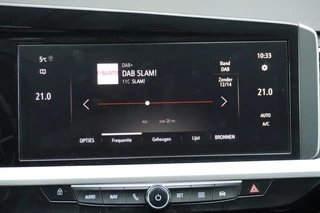 5°C
DAB+
DAB SLAM!
11C SLAM!
Band
DAB
Zender
12/14
10:33
21.0
21.0
AUTO
A/C
OPTIES
Frequentie
Geheugen
Lijst
BRONNEN
AUDIO
NAV